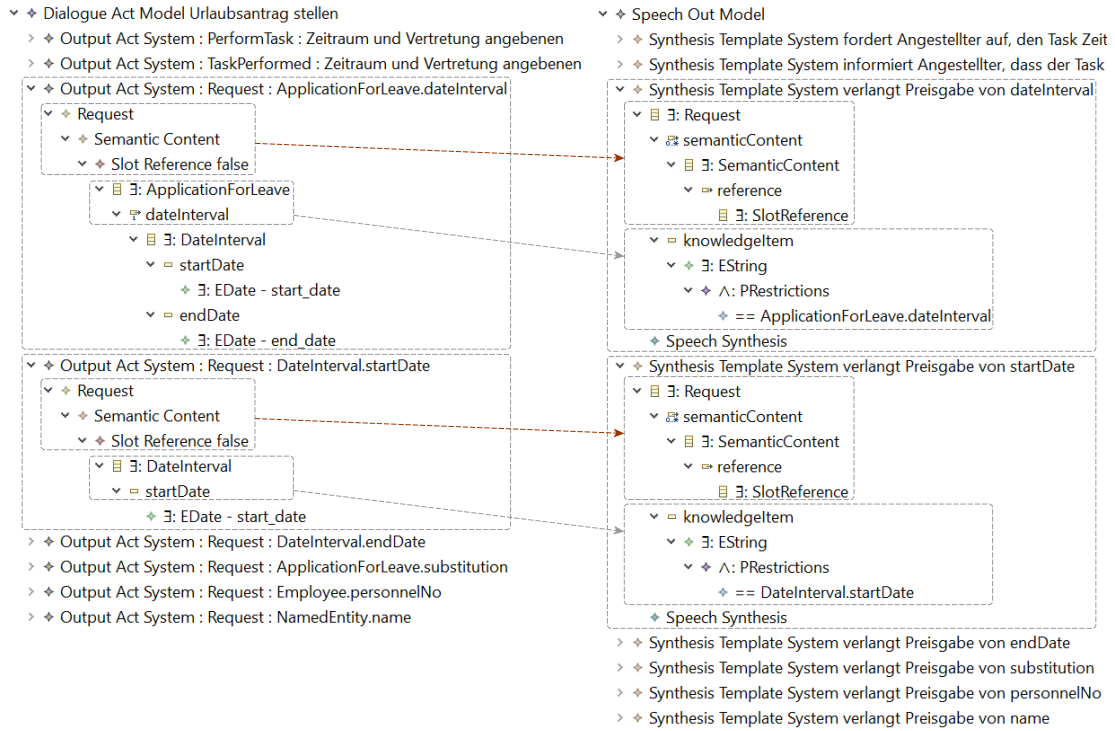 Dialogue Act Model Urlaubsantrag stellen
Output Act System : PerformTask : Zeitraum und Vertretung angebenen
Output Act System : TaskPerformed : Zeitraum und Vertretung angebenen
Output Act System : Request : ApplicationForLeave.dateInterval
Request
Semantic Content
Slot Reference false
∃: ApplicationForLeave
dateInterval
∃: DateInterval
startDate
∃: EDate - start_date
endDate
∃: EDate - end_date
Output Act System : Request : DateInterval.startDate
Request
Semantic Content
Slot Reference false
∃: DateInterval
startDate
∃: EDate - start_date
Output Act System : Request : DateInterval.endDate
Output Act System : Request : ApplicationForLeave.substitution
Output Act System : Request : Employee.personnelNo
Output Act System : Request : NamedEntity.name
Speech Out Model
Synthesis Template System fordert Angestellter auf, den Task Zeit
Synthesis Template System informiert Angestellter, dass der Task
Synthesis Template System verlangt Preisgabe von dateInterval
∃: Request
semanticContent
∃: SemanticContent
reference
∃: SlotReference
knowledgeItem
∃: EString
∧: PRestrictions
== ApplicationForLeave.dateInterval
Speech Synthesis
Synthesis Template System verlangt Preisgabe von startDate
∃: Request
semanticContent
∃: SemanticContent
reference
∃: SlotReference
knowledgeItem
∃: EString
∧: PRestrictions
== DateInterval.startDate
Speech Synthesis
Synthesis Template System verlangt Preisgabe von endDate
Synthesis Template System verlangt Preisgabe von substitution
Synthesis Template System verlangt Preisgabe von personnelNo
Synthesis Template System verlangt Preisgabe von name